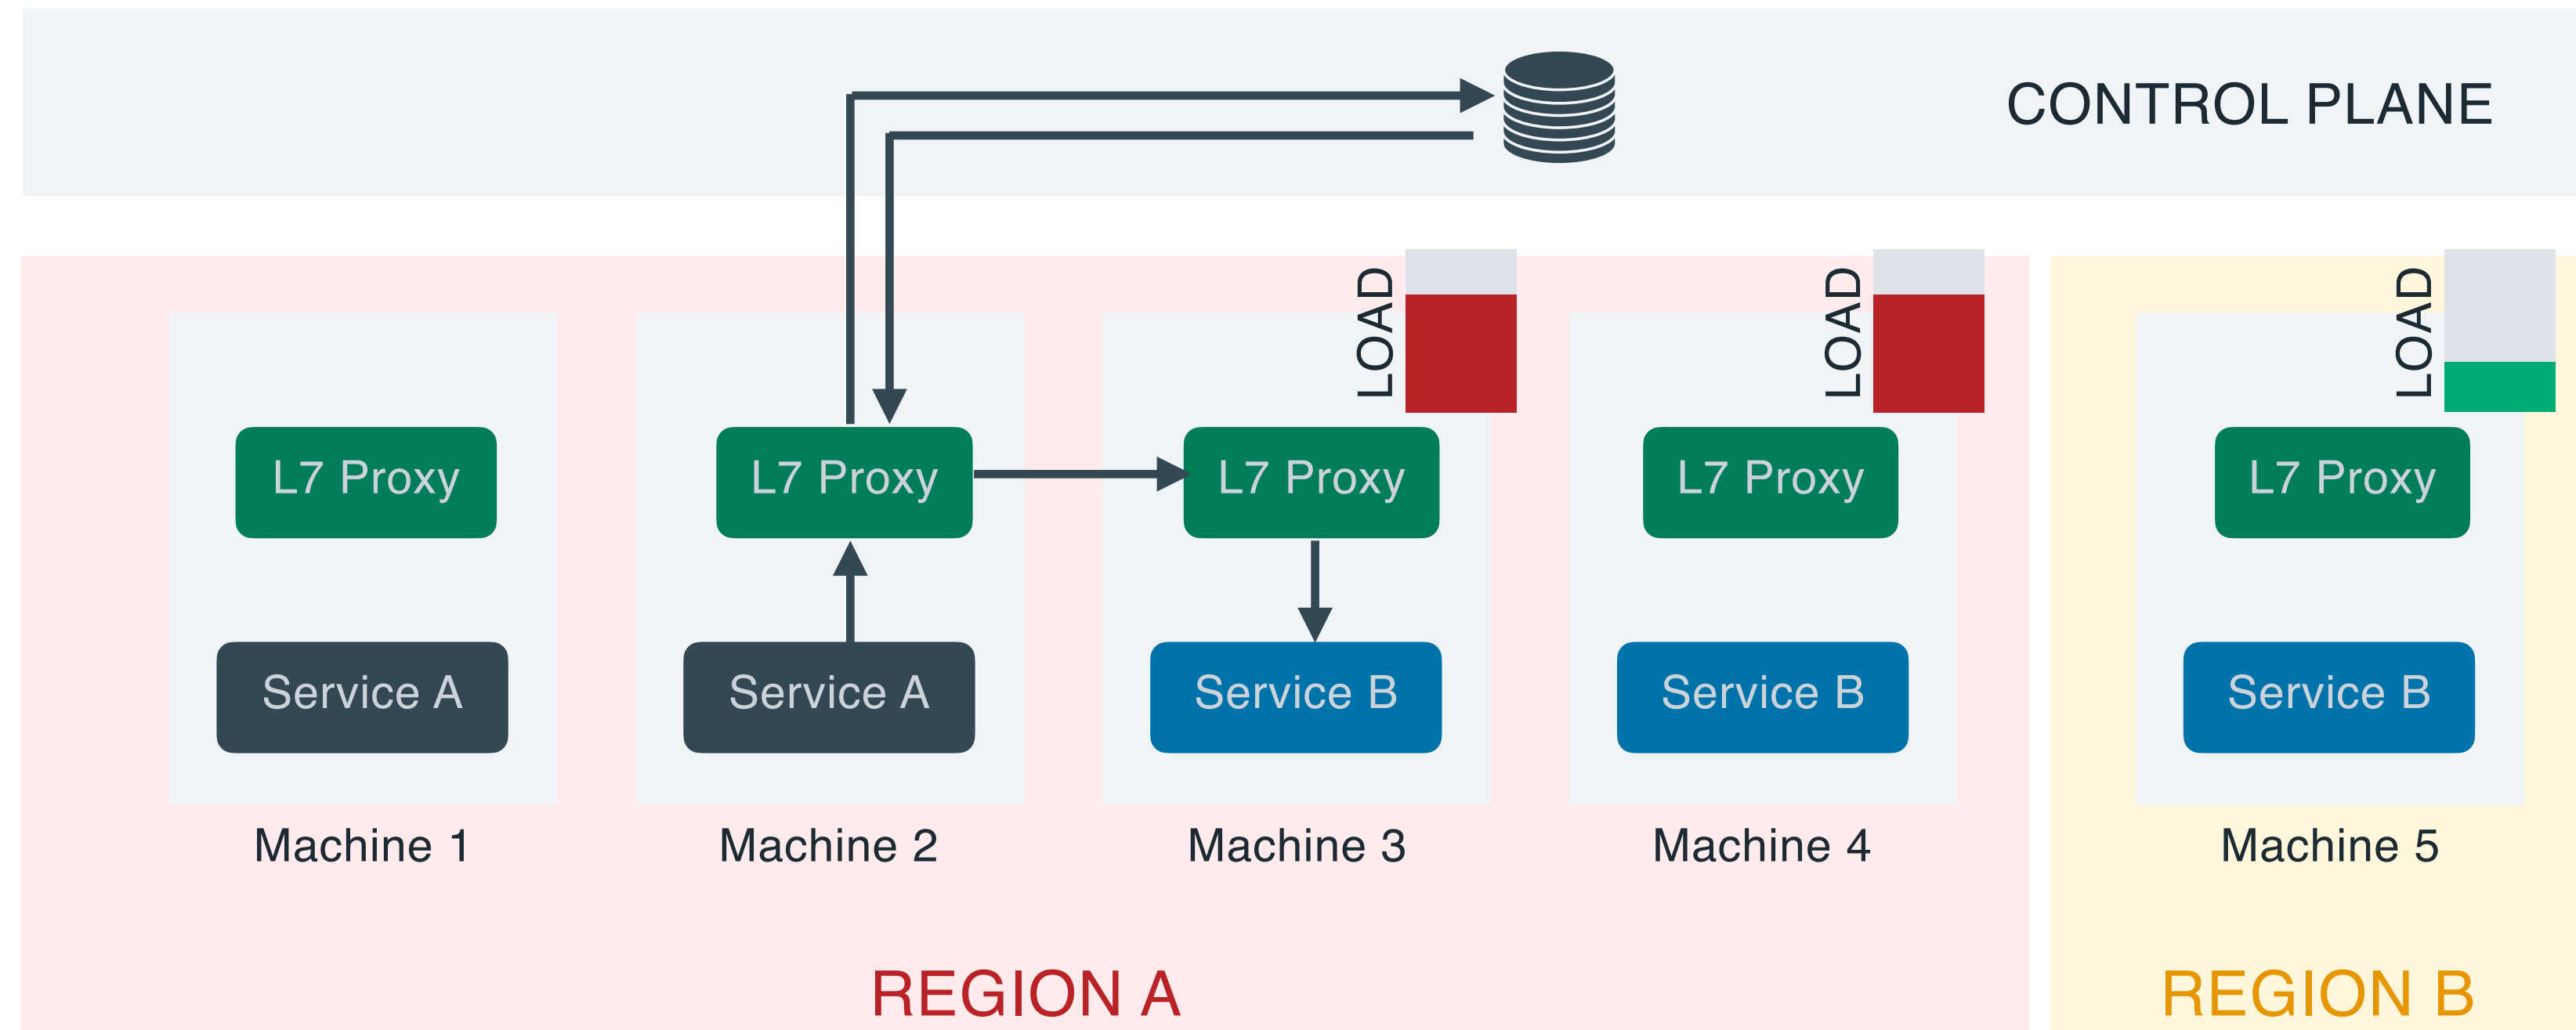 CONTROL PLANE
LOAD
LOAD
LOAD
L7 Proxy
L7 Proxy
L7 Proxy
L7 Proxy
L7 Proxy
Service A
Service A
Service B
Service B
Service B
Machine 1
Machine 2
Machine 3
Machine 4
Machine 5
REGION A
REGION B